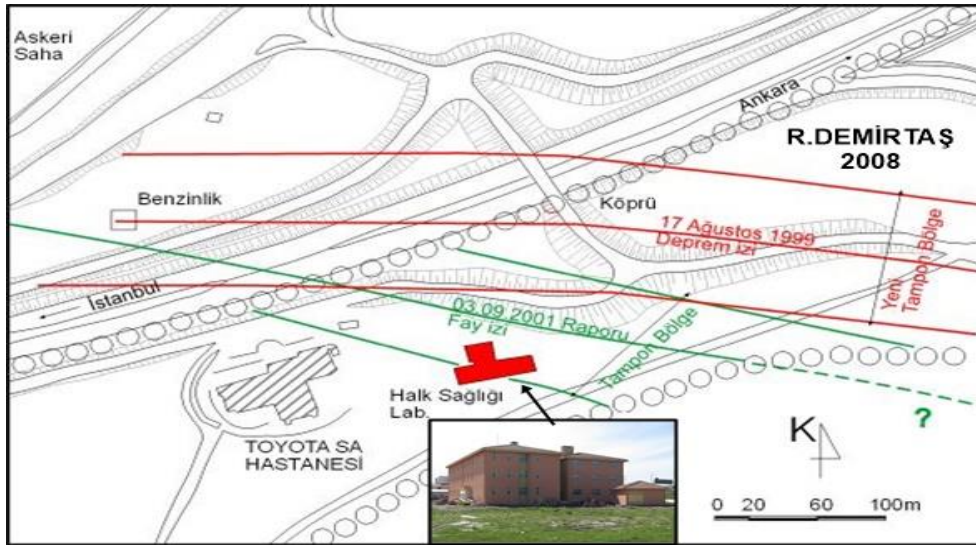 Askeri
Saha
Ankara
R.DEMİRTAŞ
2008
Benzinlik
Köprü
17 Ağustos 1999
Deprem izi
Yeni
Tampon Bölge
İstanbul
03.09.2001 Raporu
Fay izi
Tampon Bölge
Halk Sağlığı
Lab.
TOYOTA SA
HASTANESİ
?
K
0 20 60 100m